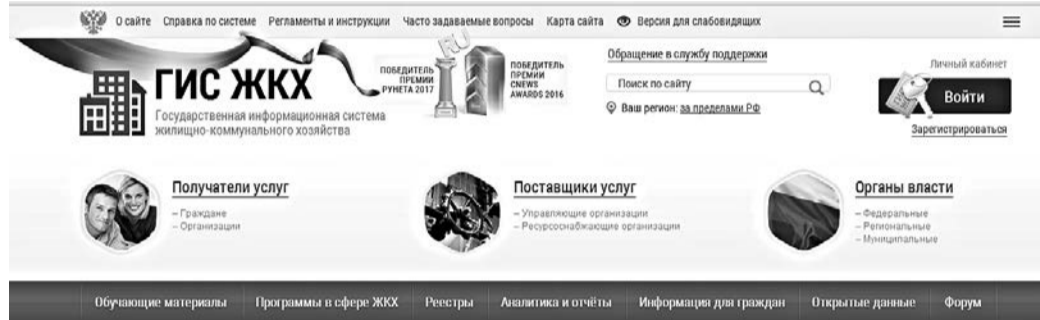 О сайте Справка по системе Регламенты и инструкции Часто задаваемые вопросы Карта сайта Версия для слабовидящих
ГИС ЖКХ
Государственная информационная система
жилищно-коммунального хозяйства
ПОБЕДИТЕЛЬ
ПРЕМИИ
РУНЕТА 2017
RU
ПОБЕДИТЕЛЬ
ПРЕМИИ
CNEWS
AWARDS 2016
Обращение в службу поддержки
Поиск по сайту
Ваш регион: за пределами РФ
Личный кабинет
Войти
Зарегистрироваться
Получатели услуг
– Граждане
– Организации
Поставщики услуг
– Управляющие организации
– Ресурсоснабжающие организации
Органы власти
– Федеральные
– Региональные
– Муниципальные
Обучающие материалы Программы в сфере ЖКХ Реестры Аналитика и отчёты Информация для граждан Открытые данные Форум